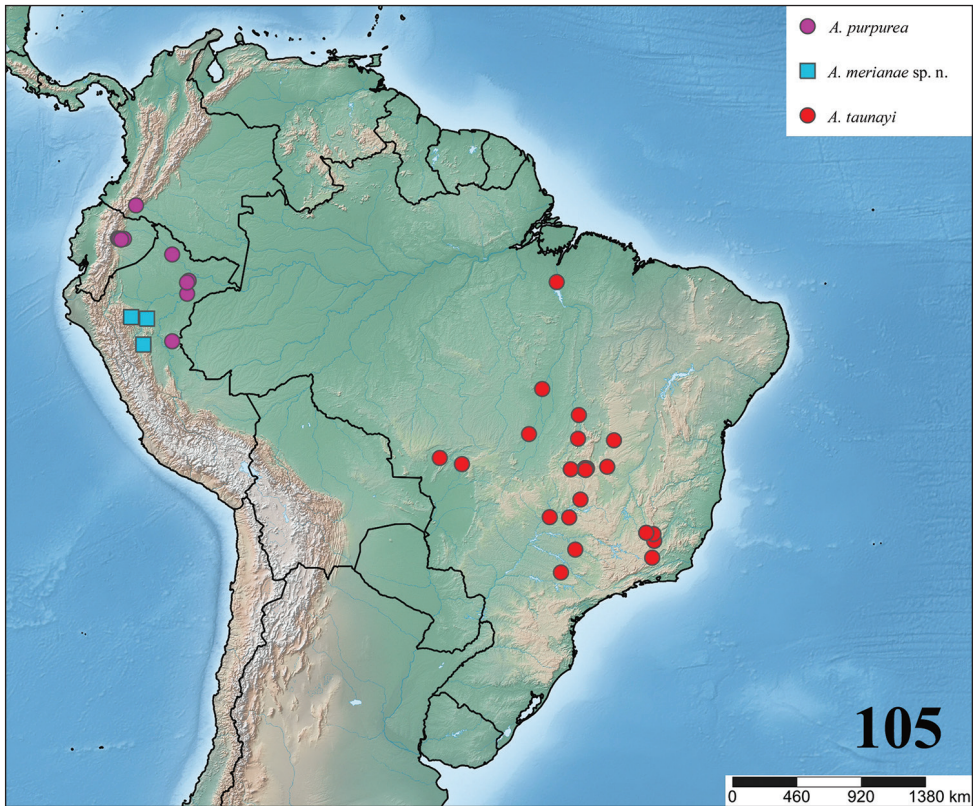 A. purpurea
A. merianae sp. n.
A. taunayi
105
0 460 920 1380 km